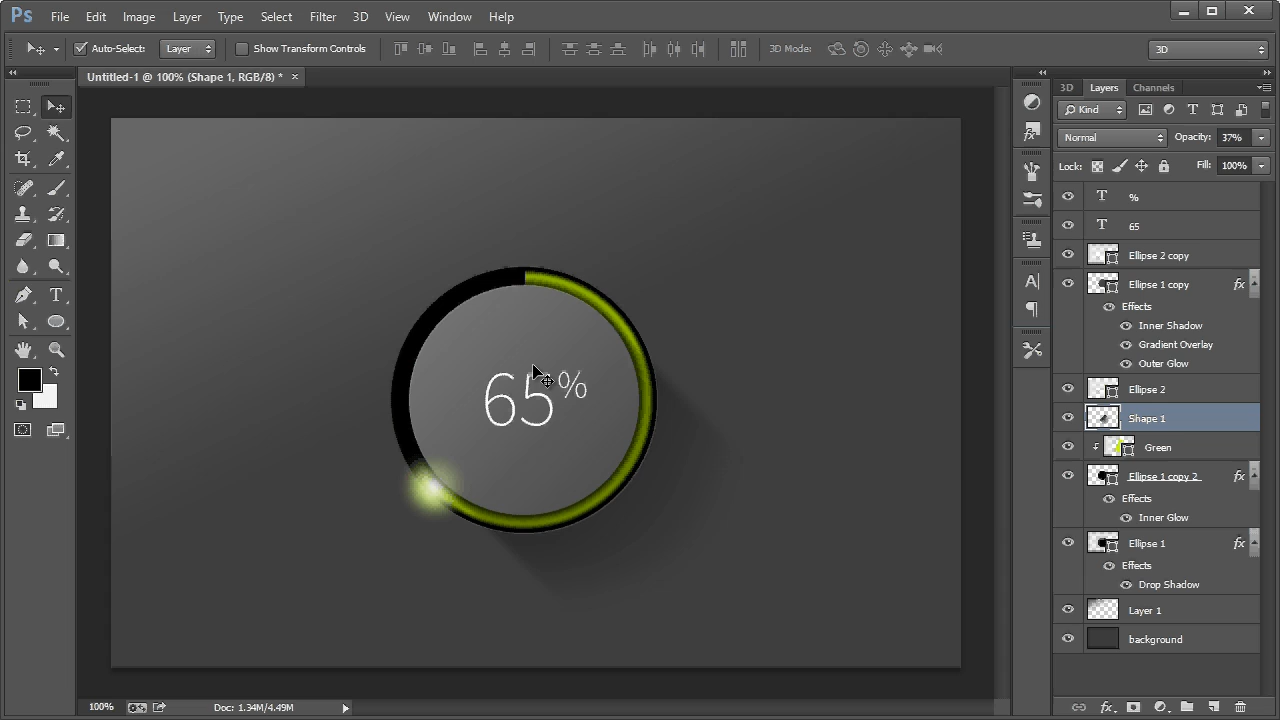 Ps File Edit Image Layer Type Select Filter 3D View Window Help
Auto-Select: Layer Show Transform Controls 3D Mode: 3D
Untitled-1 @ 100% (Shape 1, RGB/8) * ×
3D Layers Channels
Kind
Normal Opacity: 37%
Lock: Fill: 100%
T %
T 65
Ellipse 2 copy
Ellipse 1 copy fx
Effects
Inner Shadow
Gradient Overlay
Outer Glow
Ellipse 2
Shape 1
Green
Ellipse 1 copy 2 fx
Effects
Inner Glow
Ellipse 1 fx
Effects
Drop Shadow
Layer 1
background
65%
100% Doc: 1.34M/4.49M